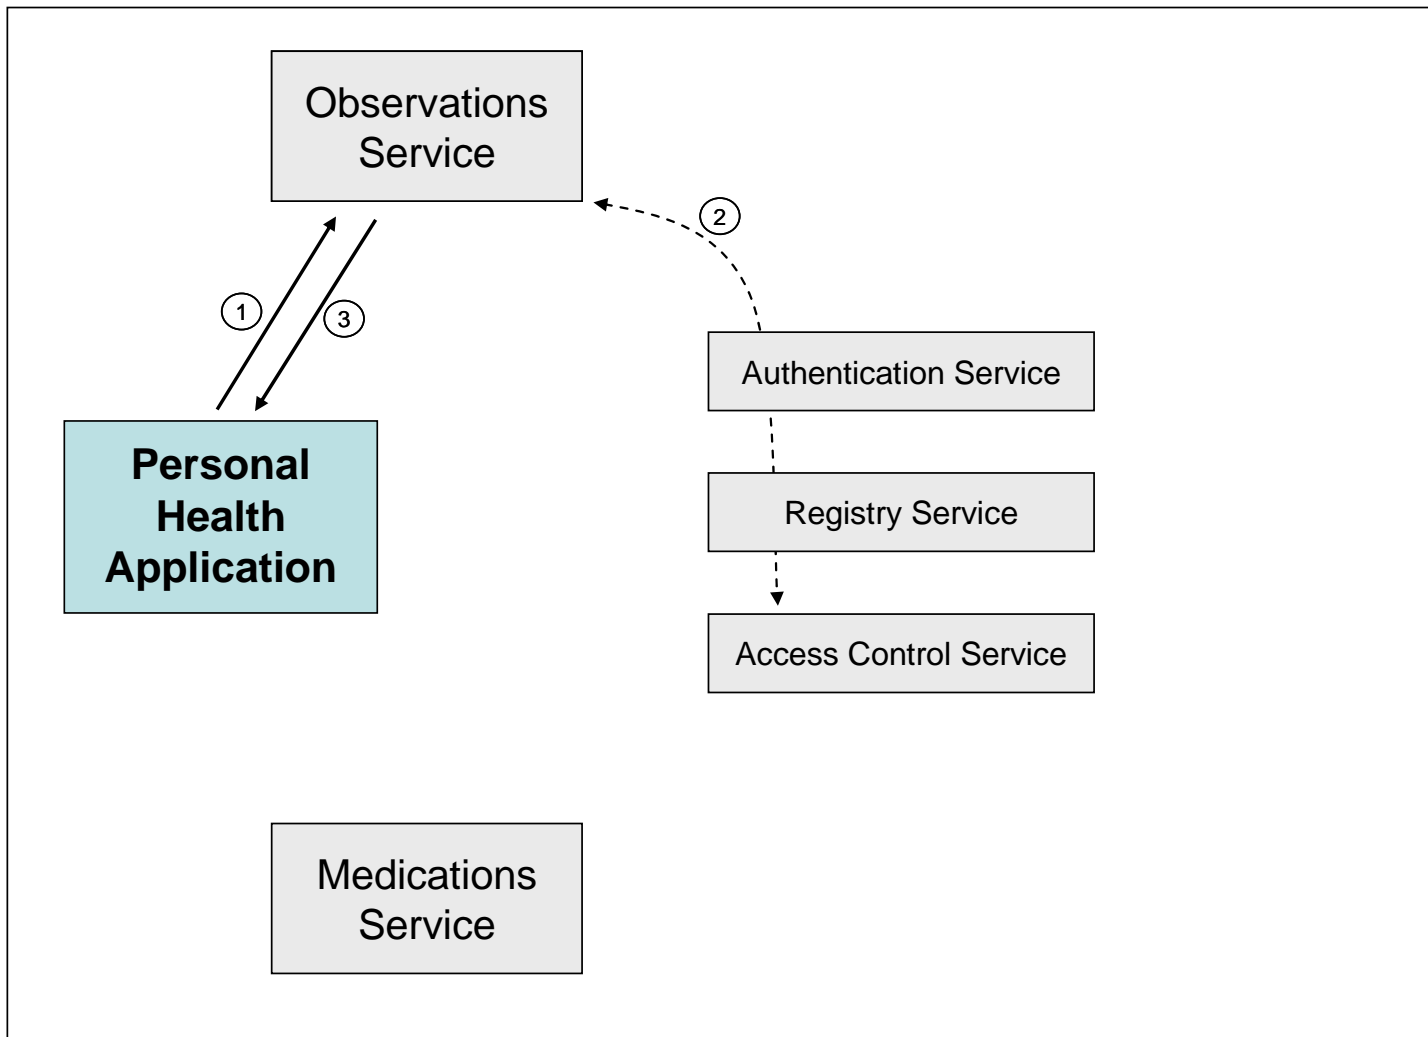 Observations
Service
2
1
3
Authentication Service
Personal
Health
Application
Registry Service
Access Control Service
Medications
Service